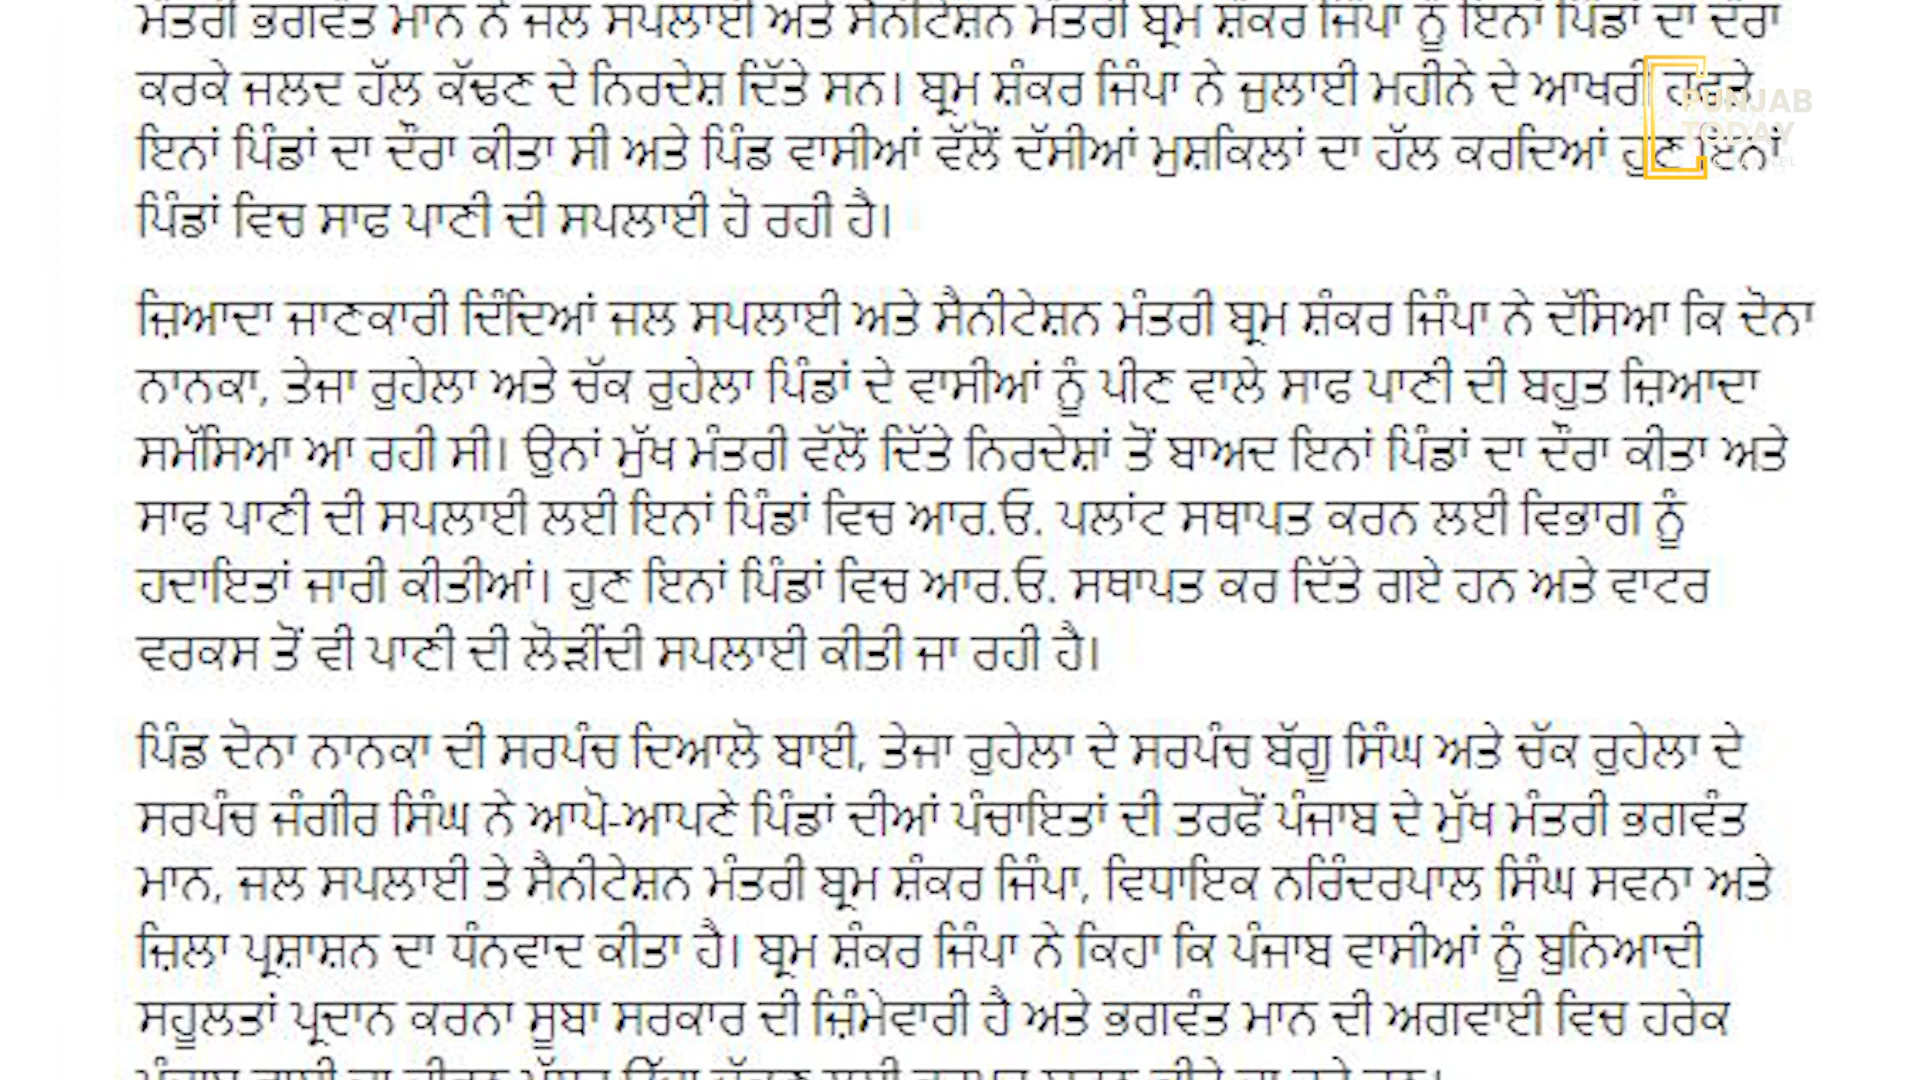 ਮੰਤਰੀ ਭਗਵੰਤ ਮਾਨ ਨੇ ਜਲ ਸਪਲਾਈ ਅਤੇ ਸੈਨੀਟੇਸ਼ਨ ਮੰਤਰੀ ਬ੍ਰਮ ਸ਼ੰਕਰ ਜਿੰਪਾ ਨੂੰ ਇਨਾਂ ਪਿੰਡਾਂ ਦਾ ਦੌਰਾ
ਕਰਕੇ ਜਲਦ ਹੱਲ ਕੱਢਣ ਦੇ ਨਿਰਦੇਸ਼ ਦਿੱਤੇ ਸਨ। ਬ੍ਰਮ ਸ਼ੰਕਰ ਜਿੰਪਾ ਨੇ ਜੁਲਾਈ ਮਹੀਨੇ ਦੇ ਆਖਰੀ ਹਫਤੇ
ਇਨਾਂ ਪਿੰਡਾਂ ਦਾ ਦੌਰਾ ਕੀਤਾ ਸੀ ਅਤੇ ਪਿੰਡ ਵਾਸੀਆਂ ਵੱਲੋਂ ਦੱਸੀਆਂ ਮੁਸ਼ਕਿਲਾਂ ਦਾ ਹੱਲ ਕਰਦਿਆਂ ਹੁਣ ਇਨਾਂ
ਪਿੰਡਾਂ ਵਿਚ ਸਾਫ ਪਾਣੀ ਦੀ ਸਪਲਾਈ ਹੋ ਰਹੀ ਹੈ।
PUNJAB
TODAY
ਜ਼ਿਆਦਾ ਜਾਣਕਾਰੀ ਦਿੰਦਿਆਂ ਜਲ ਸਪਲਾਈ ਅਤੇ ਸੈਨੀਟੇਸ਼ਨ ਮੰਤਰੀ ਬ੍ਰਮ ਸ਼ੰਕਰ ਜਿੰਪਾ ਨੇ ਦੱਸਿਆ ਕਿ ਦੋਨਾ
ਨਾਨਕਾ, ਤੇਜਾ ਰੁਹੇਲਾ ਅਤੇ ਚੱਕ ਰੁਹੇਲਾ ਪਿੰਡਾਂ ਦੇ ਵਾਸੀਆਂ ਨੂੰ ਪੀਣ ਵਾਲੇ ਸਾਫ ਪਾਣੀ ਦੀ ਬਹੁਤ ਜ਼ਿਆਦਾ
ਸਮੱਸਿਆ ਆ ਰਹੀ ਸੀ। ਉਨਾਂ ਮੁੱਖ ਮੰਤਰੀ ਵੱਲੋਂ ਦਿੱਤੇ ਨਿਰਦੇਸ਼ਾਂ ਤੋਂ ਬਾਅਦ ਇਨਾਂ ਪਿੰਡਾਂ ਦਾ ਦੌਰਾ ਕੀਤਾ ਅਤੇ
ਸਾਫ ਪਾਣੀ ਦੀ ਸਪਲਾਈ ਲਈ ਇਨਾਂ ਪਿੰਡਾਂ ਵਿਚ ਆਰ.ਓ. ਪਲਾਂਟ ਸਥਾਪਤ ਕਰਨ ਲਈ ਵਿਭਾਗ ਨੂੰ
ਹਦਾਇਤਾਂ ਜਾਰੀ ਕੀਤੀਆਂ। ਹੁਣ ਇਨਾਂ ਪਿੰਡਾਂ ਵਿਚ ਆਰ.ਓ. ਸਥਾਪਤ ਕਰ ਦਿੱਤੇ ਗਏ ਹਨ ਅਤੇ ਵਾਟਰ
ਵਰਕਸ ਤੋਂ ਵੀ ਪਾਣੀ ਦੀ ਲੋੜੀਂਦੀ ਸਪਲਾਈ ਕੀਤੀ ਜਾ ਰਹੀ ਹੈ।
ਪਿੰਡ ਦੋਨਾ ਨਾਨਕਾ ਦੀ ਸਰਪੰਚ ਦਿਆਲੋ ਬਾਈ, ਤੇਜਾ ਰੁਹੇਲਾ ਦੇ ਸਰਪੰਚ ਬੱਗੂ ਸਿੰਘ ਅਤੇ ਚੱਕ ਰੁਹੇਲਾ ਦੇ
ਸਰਪੰਚ ਜੰਗੀਰ ਸਿੰਘ ਨੇ ਆਪੋ-ਆਪਣੇ ਪਿੰਡਾਂ ਦੀਆਂ ਪੰਚਾਇਤਾਂ ਦੀ ਤਰਫੋਂ ਪੰਜਾਬ ਦੇ ਮੁੱਖ ਮੰਤਰੀ ਭਗਵੰਤ
ਮਾਨ, ਜਲ ਸਪਲਾਈ ਤੇ ਸੈਨੀਟੇਸ਼ਨ ਮੰਤਰੀ ਬ੍ਰਮ ਸ਼ੰਕਰ ਜਿੰਪਾ, ਵਿਧਾਇਕ ਨਰਿੰਦਰਪਾਲ ਸਿੰਘ ਸਵਨਾ ਅਤੇ
ਜ਼ਿਲਾ ਪ੍ਰਸ਼ਾਸ਼ਨ ਦਾ ਧੰਨਵਾਦ ਕੀਤਾ ਹੈ। ਬ੍ਰਮ ਸ਼ੰਕਰ ਜਿੰਪਾ ਨੇ ਕਿਹਾ ਕਿ ਪੰਜਾਬ ਵਾਸੀਆਂ ਨੂੰ ਬੁਨਿਆਦੀ
ਸਹੂਲਤਾਂ ਪ੍ਰਦਾਨ ਕਰਨਾ ਸੂਬਾ ਸਰਕਾਰ ਦੀ ਜ਼ਿੰਮੇਵਾਰੀ ਹੈ ਅਤੇ ਭਗਵੰਤ ਮਾਨ ਦੀ ਅਗਵਾਈ ਵਿਚ ਹਰੇਕ